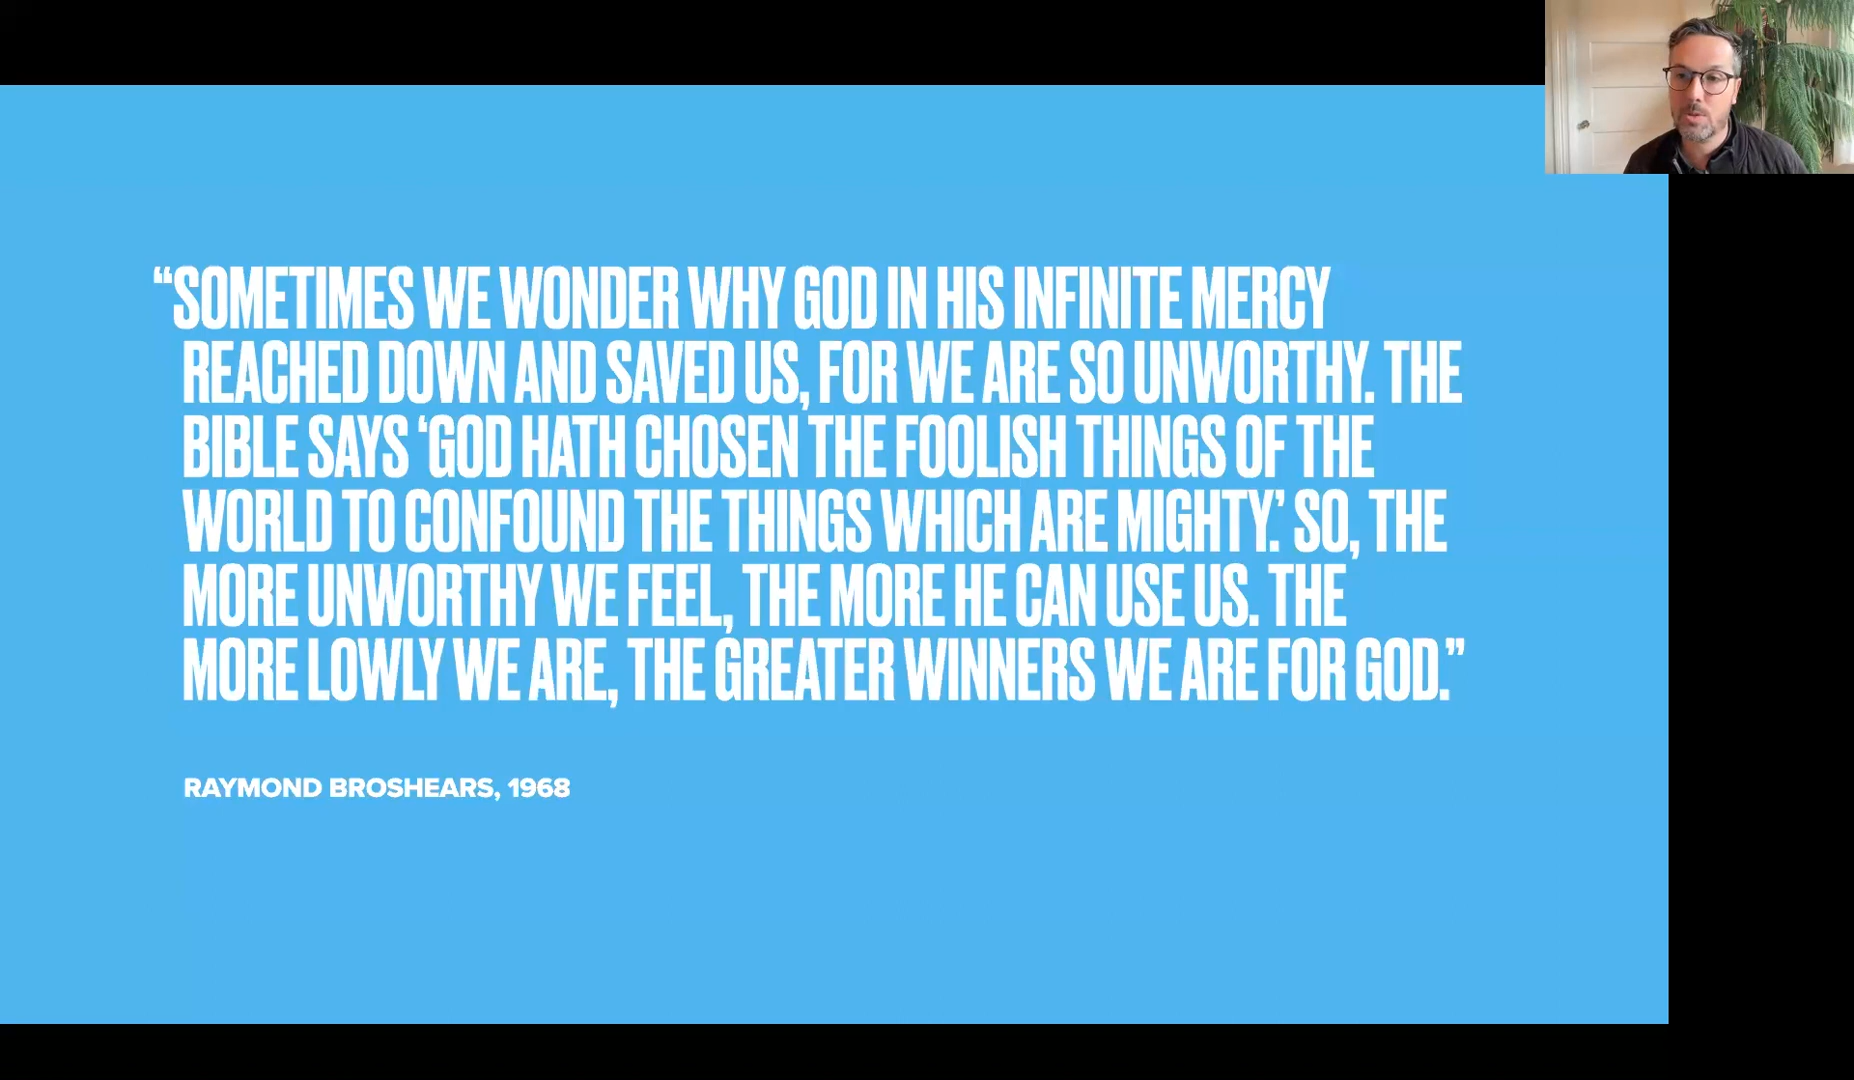 “SOMETIMES WE WONDER WHY GOD IN HIS INFINITE MERCY
REACHED DOWN AND SAVED US, FOR WE ARE SO UNWORTHY. THE
BIBLE SAYS ‘GOD HATH CHOSEN THE FOOLISH THINGS OF THE
WORLD TO CONFOUND THE THINGS WHICH ARE MIGHTY.’ SO, THE
MORE UNWORTHY WE FEEL, THE MORE HE CAN USE US. THE
MORE LOWLY WE ARE, THE GREATER WINNERS WE ARE FOR GOD.”
RAYMOND BROSHEARS, 1968